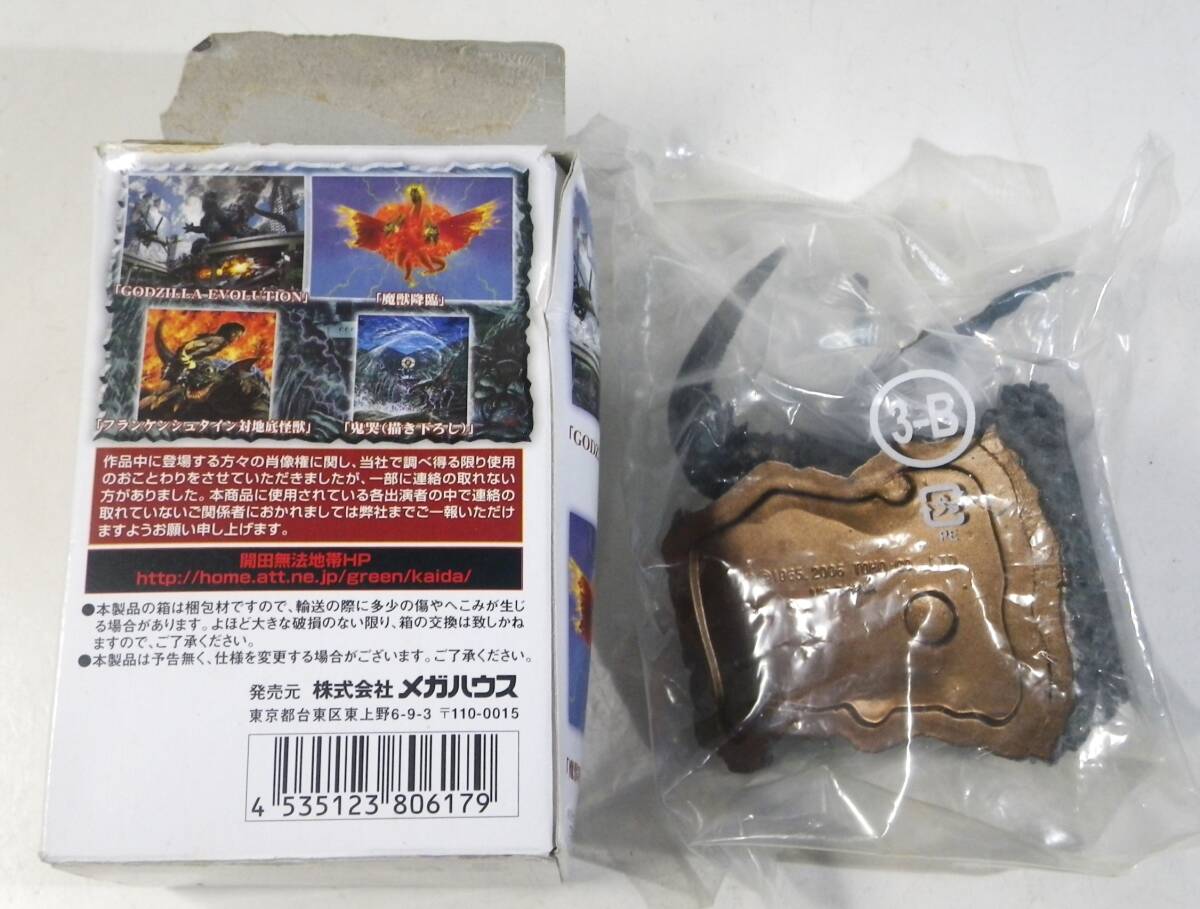 「GODZILLA EVOLUTION」
「魔獣降臨」
「フランケンシュタイン対地底怪獣」
「鬼哭(描き下ろし)」
作品中に登場する方々の肖像権に関し、当社で調べ得る限り使用
のおことわりをさせていただきましたが、一部に連絡の取れない
方がありました。本商品に使用されている各出演者の中で連絡の
取れていないご関係者におかれましては弊社までご一報いただけ
ますようお願い申し上げます。
開田無法地帯HP
http://home.att.ne.jp/green/kaida/
●本製品の箱は梱包材ですので、輸送の際に多少の傷やへこみが生じ
る場合があります。よほど大きな破損のない限り、箱の交換は致しかね
ますので、ご了承ください。
●本製品は予告無く、仕様を変更する場合がございます。ご了承ください。
発売元 株式会社 メガハウス
東京都台東区東上野6-9-3 〒110-0015
4 535123 806179
「GOD
3-B
プラ
PE